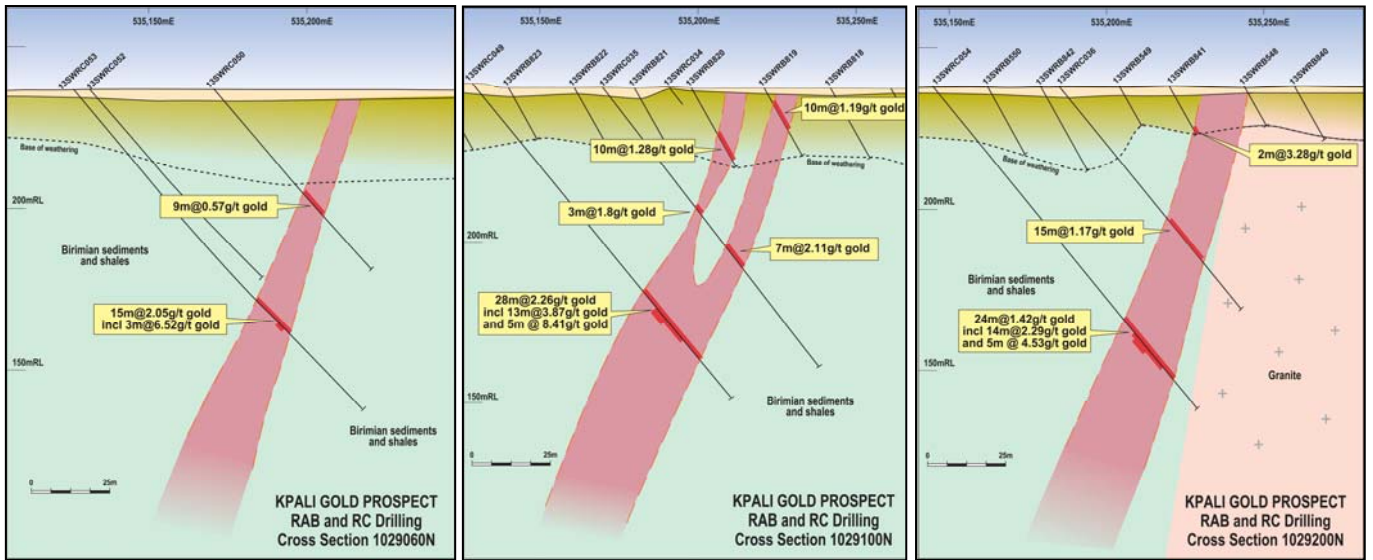 535,150mE
535,200mE
13SWRC053
13SWRC052
13SWRC050
Base of weathering
200mRL
9m@0.57g/t gold
Birimian sediments
and shales
15m@2.05g/t gold
incl 3m@6.52g/t gold
150mRL
Birimian sediments
and shales
0
25m
KPALI GOLD PROSPECT
RAB and RC Drilling
Cross Section 1029060N
535,150mE
535,200mE
535,250mE
13SWRC049
13SWRB823
13SWRB822
13SWRC035
13SWRB821
13SWRC034
13SWRB820
13SWRB819
13SWRB818
10m@1.19g/t gold
10m@1.28g/t gold
Base of weathering
3m@1.8g/t gold
200mRL
7m@2.11g/t gold
28m@2.26g/t gold
incl 13m@3.87g/t gold
and 5m @ 8.41g/t gold
150mRL
Birimian sediments
and shales
0
25m
KPALI GOLD PROSPECT
RAB and RC Drilling
Cross Section 1029100N
535,150mE
535,200mE
535,250mE
13SWRC054
13SWRB550
13SWRB842
13SWRC036
13SWRB549
13SWRB841
13SWRB548
13SWRB840
Base of weathering
2m@3.28g/t gold
200mRL
15m@1.17g/t gold
Birimian sediments
and shales
24m@1.42g/t gold
incl 14m@2.29g/t gold
and 5m @ 4.53g/t gold
150mRL
Granite
0
25m
KPALI GOLD PROSPECT
RAB and RC Drilling
Cross Section 1029200N